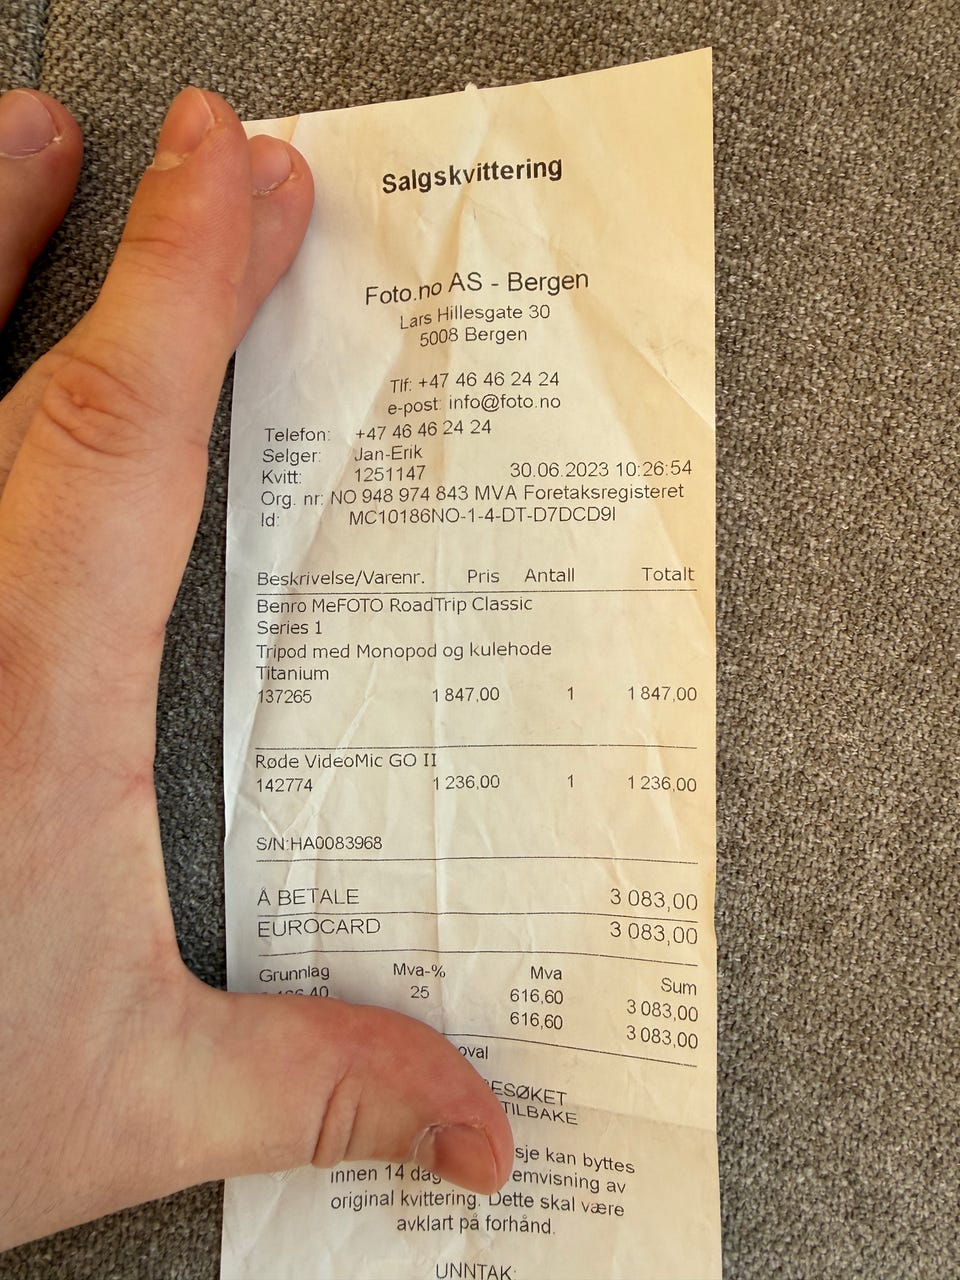 Salgskvittering
Foto.no AS - Bergen
Lars Hillesgate 30
5008 Bergen
Tlf: +47 46 46 24 24
e-post: info@foto.no
Telefon: +47 46 46 24 24
Selger: Jan-Erik
Kvitt: 1251147 30.06.2023 10:26:54
Org. nr: NO 948 974 843 MVA Foretaksregisteret
Id: MC10186NO-1-4-DT-D7DCD9I
Beskrivelse/Varenr. Pris Antall Totalt
Benro MeFOTO RoadTrip Classic
Series 1
Tripod med Monopod og kulehode
Titanium
137265 1 847,00 1 1 847,00
Røde VideoMic GO II
142774 1 236,00 1 1 236,00
S/N:HA0083968
Å BETALE 3 083,00
EUROCARD 3 083,00
Grunnlag Mva-% Mva Sum
25 616,60 3 083,00
616,60 3 083,00
kan byttes
innen 14 av
original kvittering. Dette skal være
avklart på forhånd.
UNNTAK: